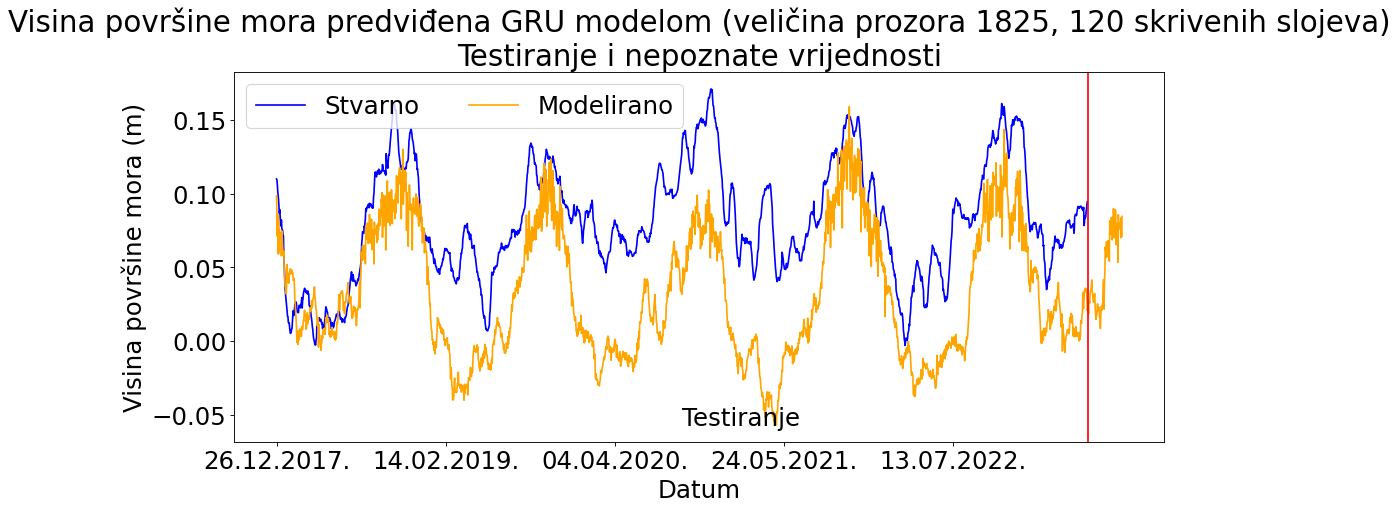 Visina površine mora predviđena GRU modelom (veličina prozora 1825, 120 skrivenih slojeva)
Testiranje i nepoznate vrijednosti
Stvarno
Modelirano
Visina površine mora (m)
0.15
0.10
0.05
0.00
−0.05
Testiranje
26.12.2017.
14.02.2019.
04.04.2020.
24.05.2021.
13.07.2022.
Datum